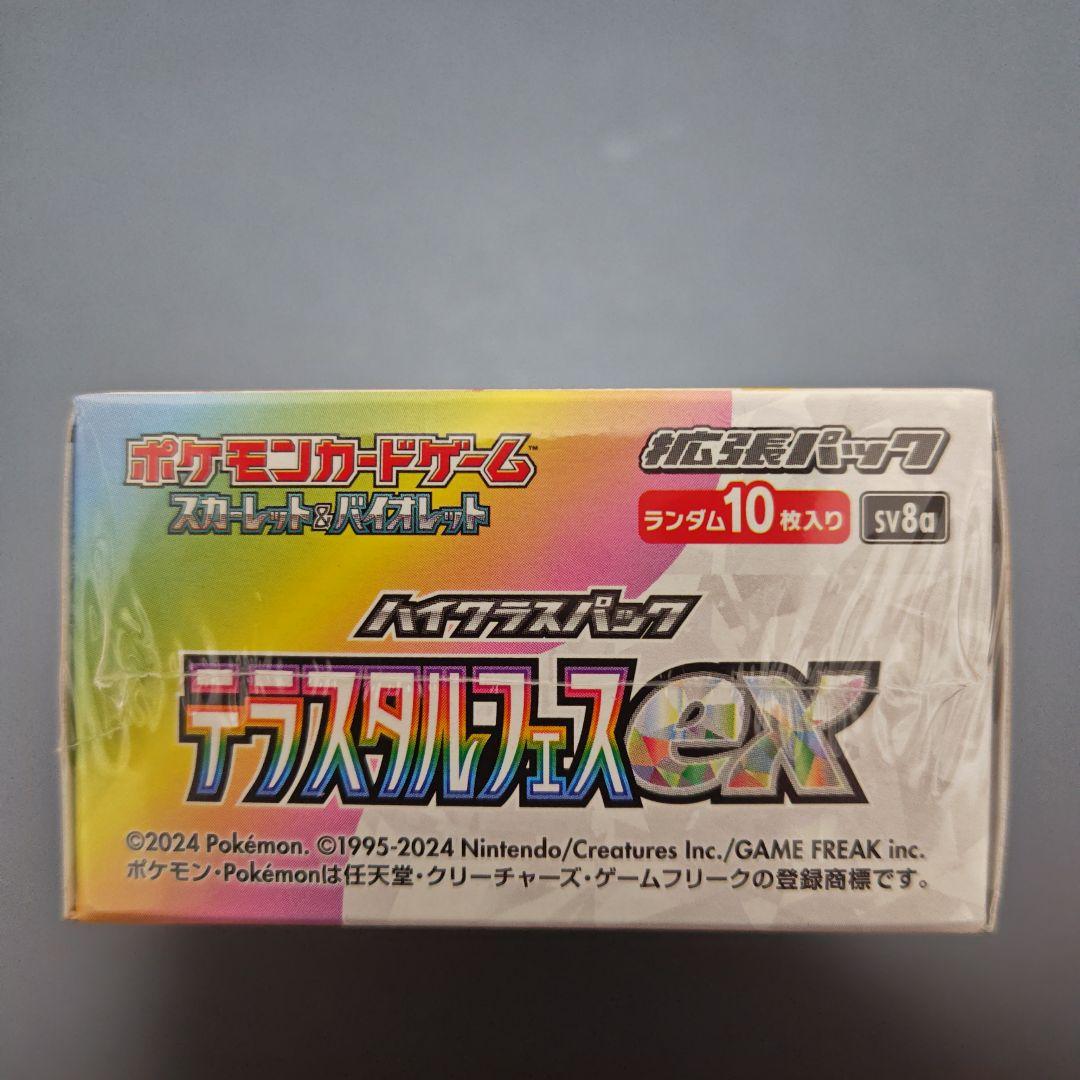 ポケモンカードゲーム™
スカーレット&バイオレット
拡張パック
ランダム10枚入り
SV8a
ハイクラスパック
テラスタルフェスex
©2024 Pokémon. ©1995-2024 Nintendo/Creatures Inc./GAME FREAK inc.
ポケモン・Pokémonは任天堂・クリーチャーズ・ゲームフリークの登録商標です。